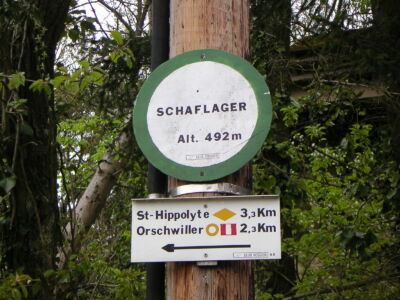 SCHAFLAGER
Alt. 492m
St-Hippolyte 3,3Km
Orschwiller 2,3Km